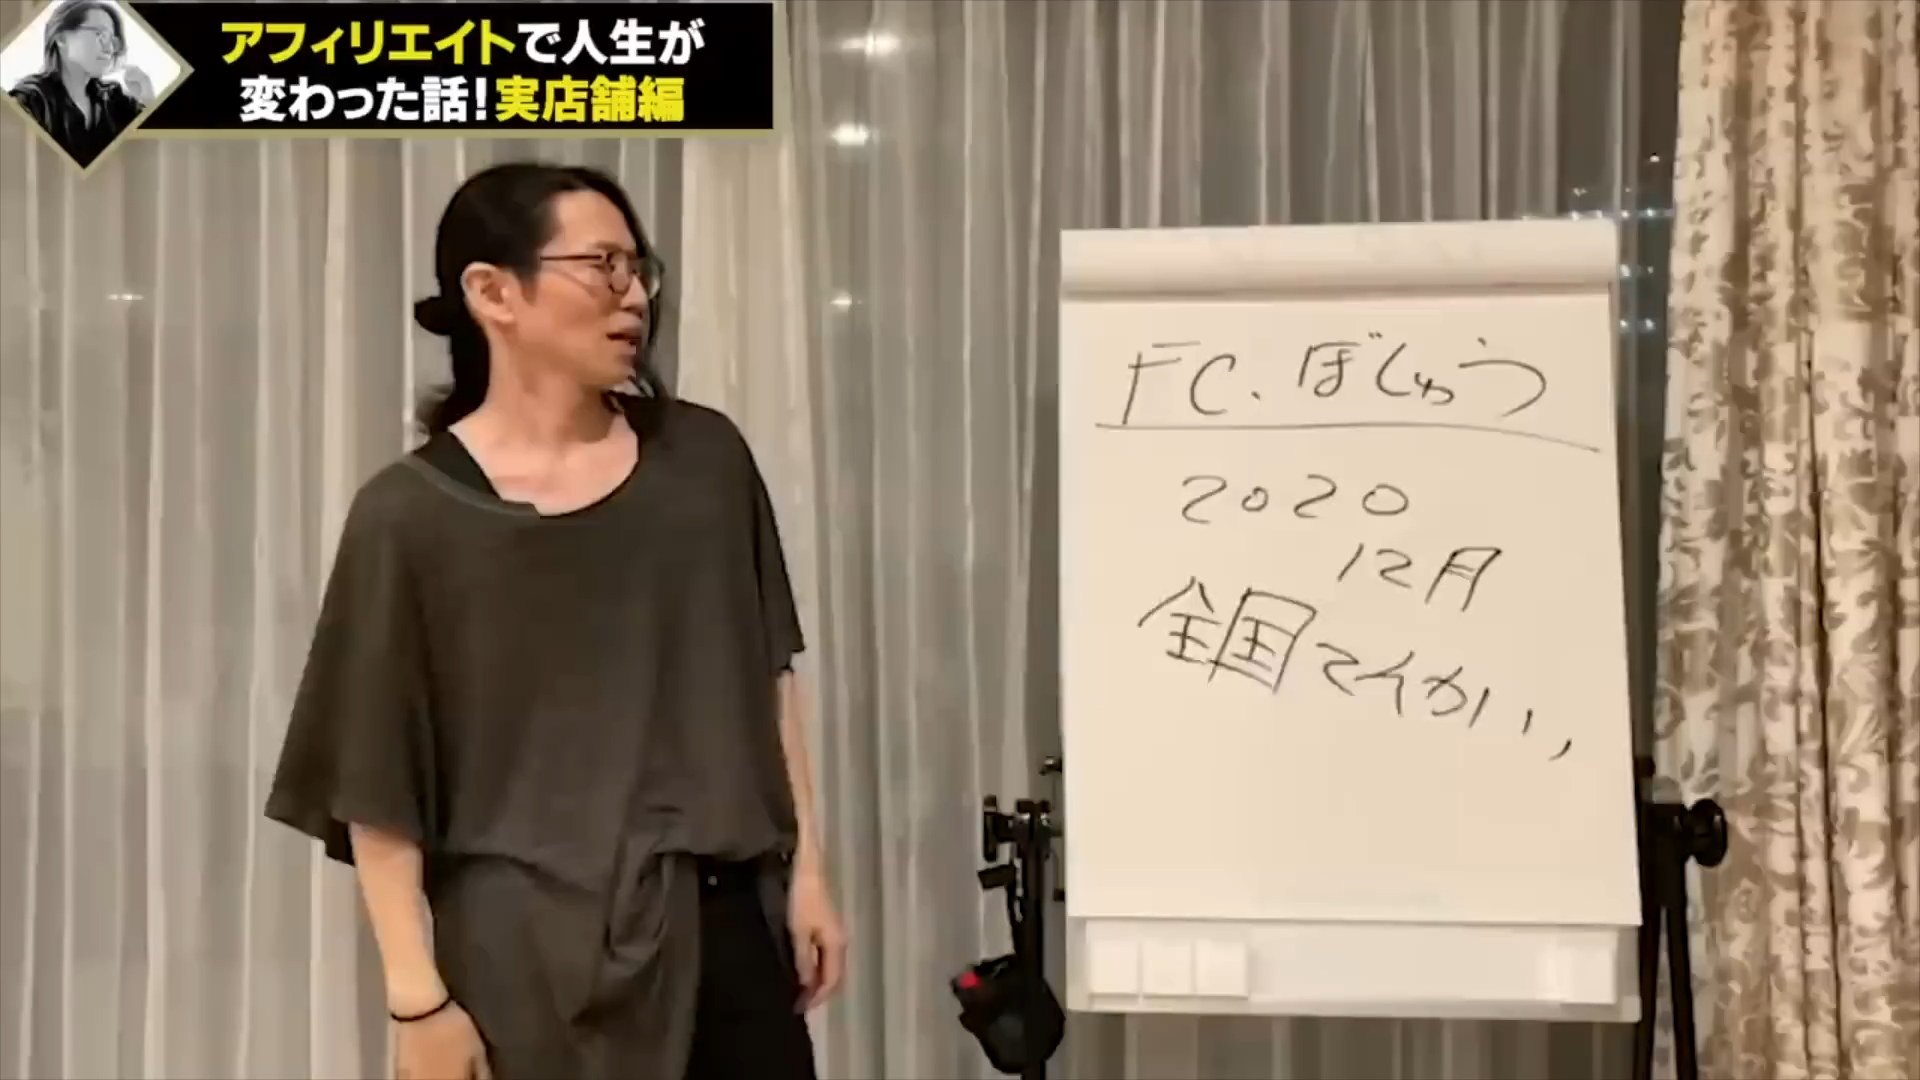 アフィリエイトで人生が
変わった話！実店舗編
FC.ぼしゅう
2020
12月
全国でイカい,,